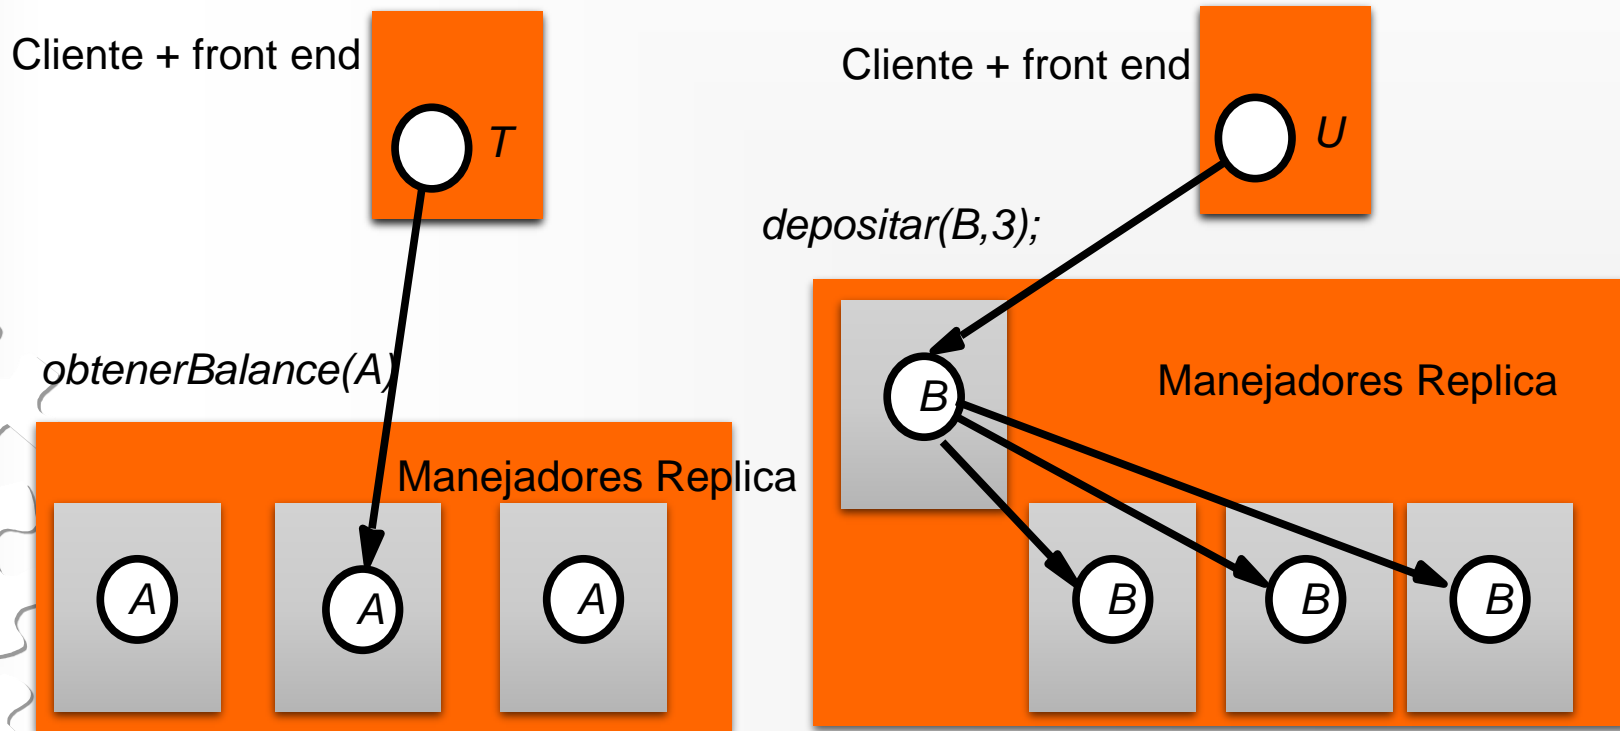 Cliente + front end
T
obtenerBalance(A)
Manejadores Replica
A
A
A
Cliente + front end
U
depositar(B,3);
B
Manejadores Replica
B
B
B